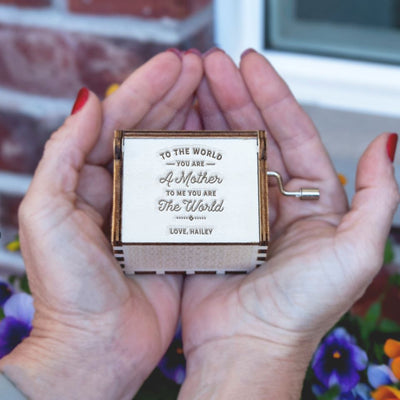 TO THE WORLD
YOU ARE
A Mother
TO ME YOU ARE
The World
LOVE, HAILEY